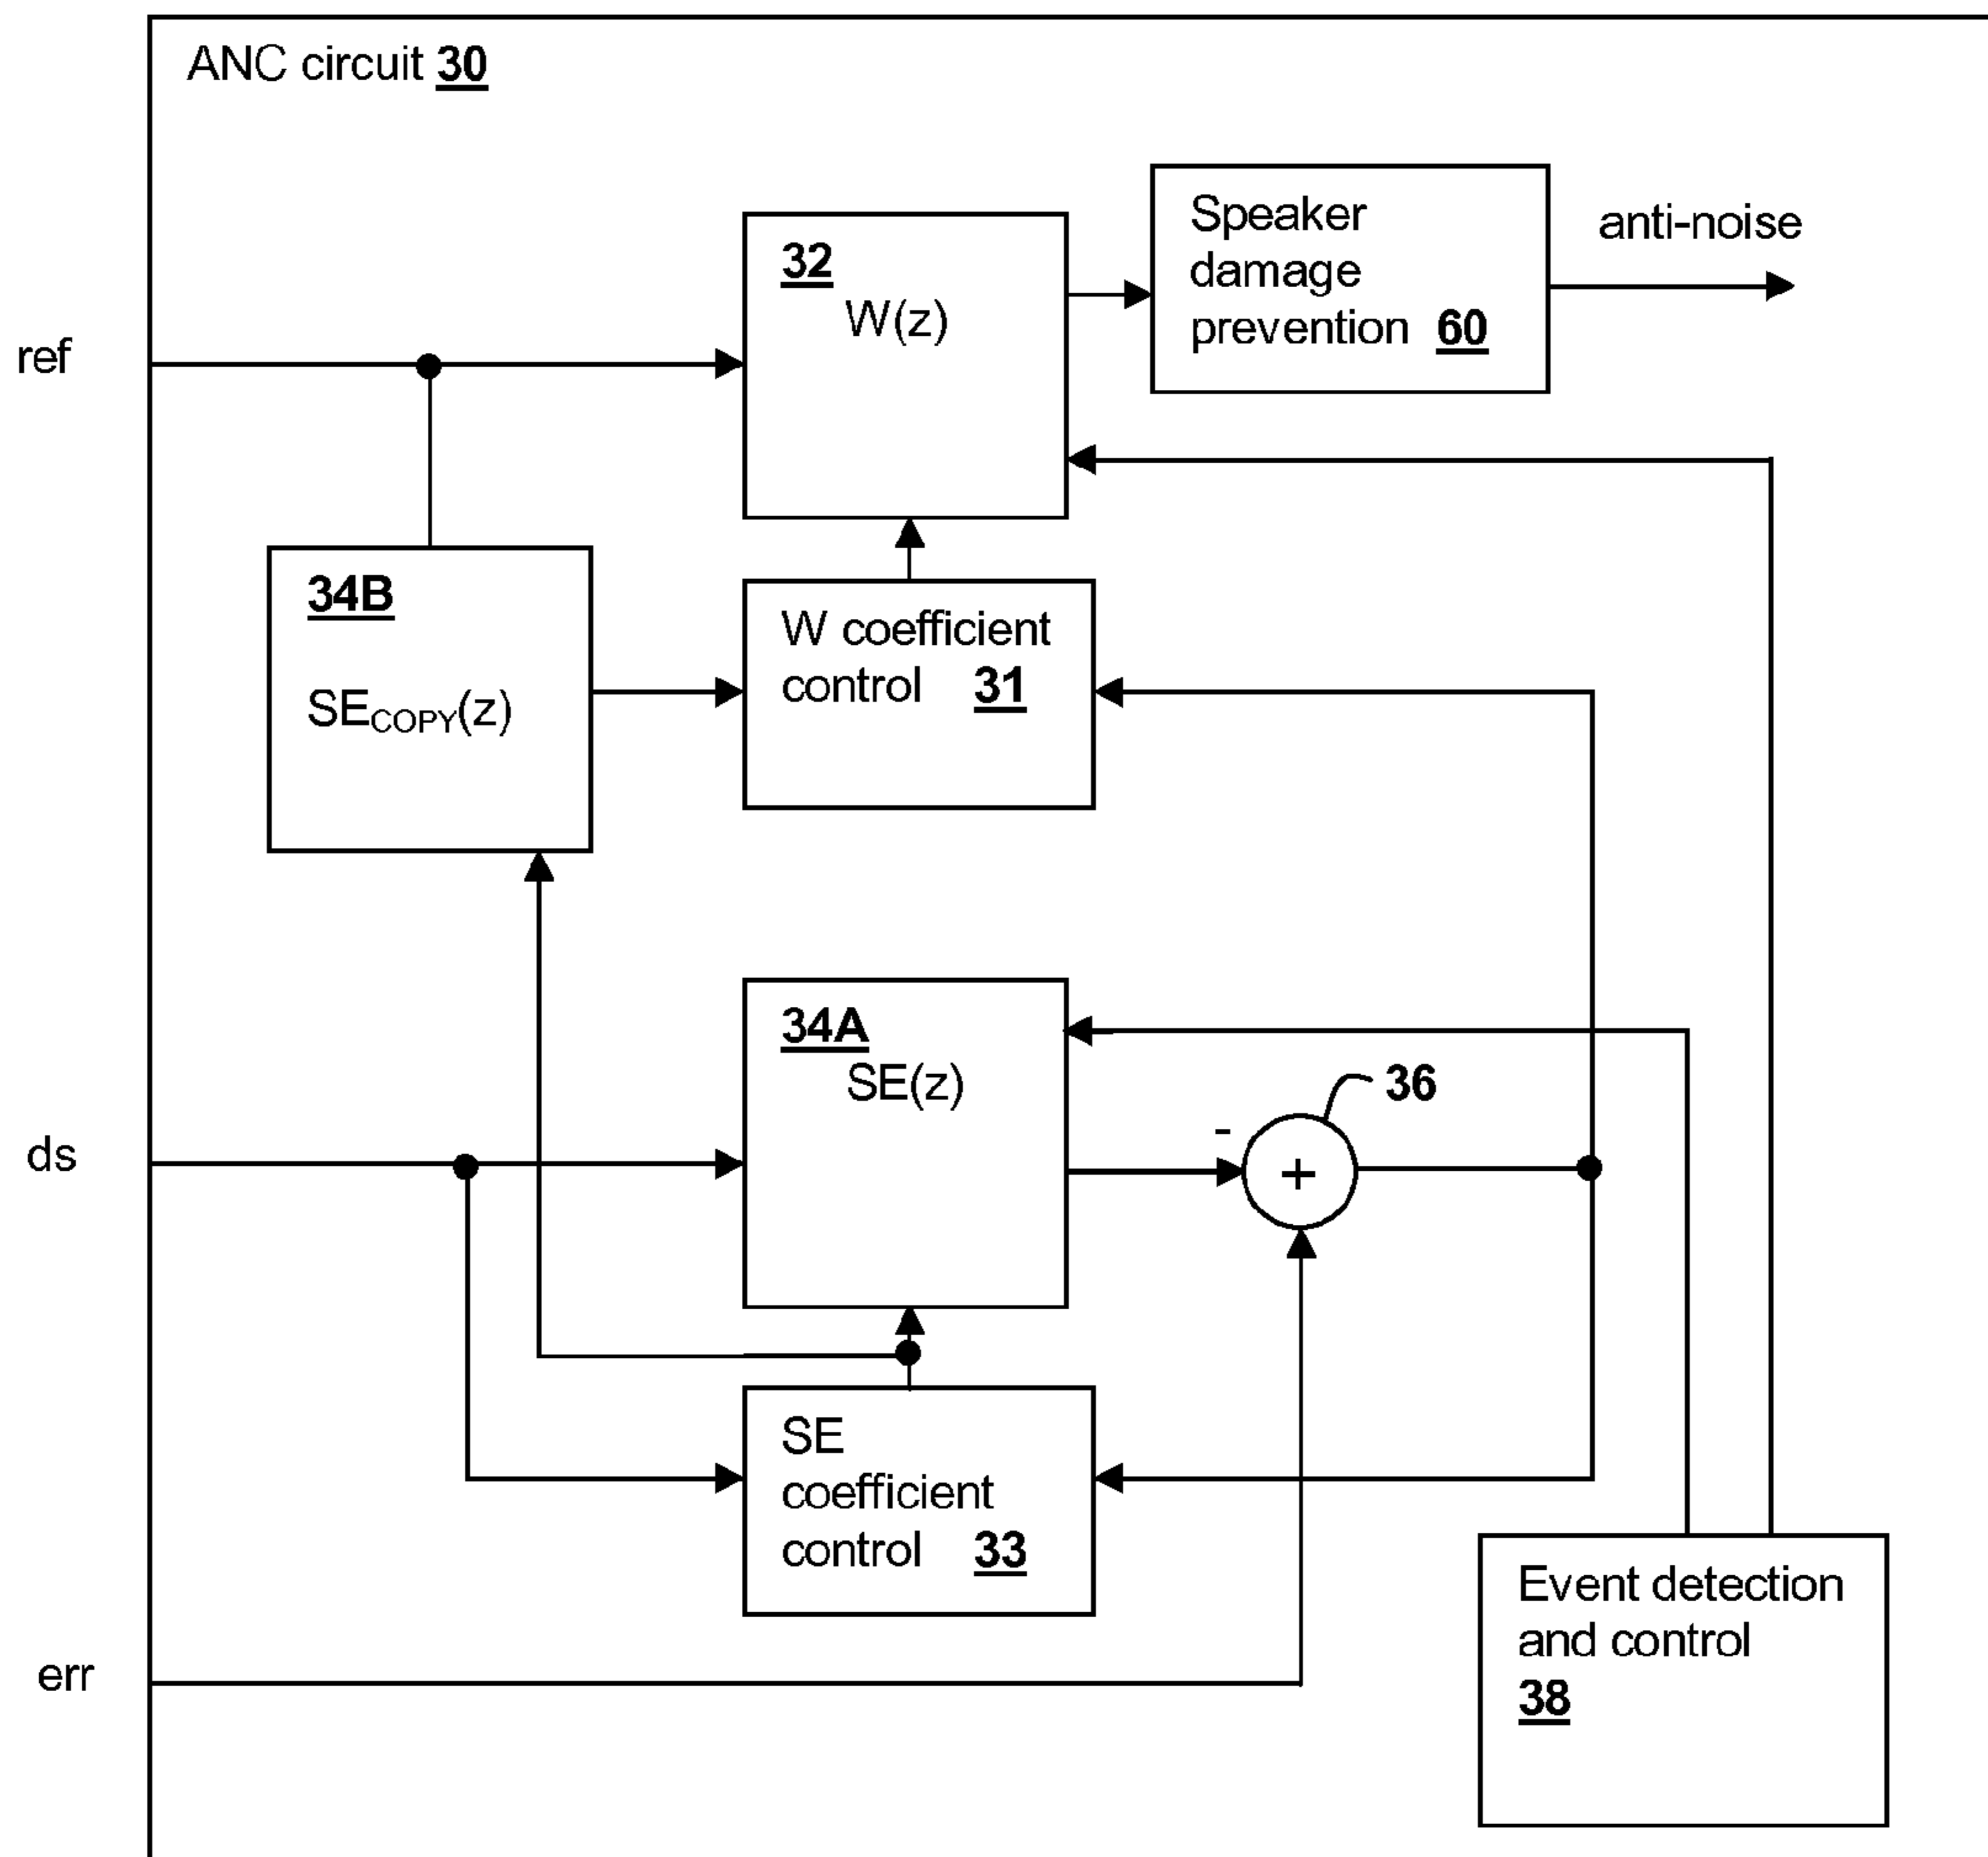 ANC circuit 30
ref
32
W(z)
Speaker
damage
prevention 60
anti-noise
34B
SECOPY(z)
W coefficient
control 31
ds
34A
SE(z)
-
+
36
SE
coefficient
control 33
err
Event detection
and control
38